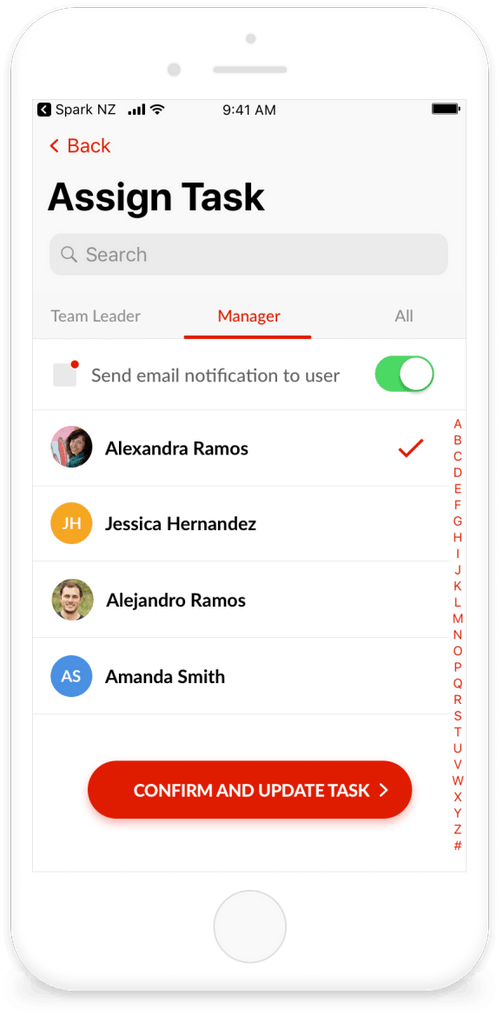 Spark NZ 9:41 AM
Back
Assign Task
Search
Team Leader Manager All
Send email notification to user
Alexandra Ramos
JH Jessica Hernandez
Alejandro Ramos
AS Amanda Smith
CONFIRM AND UPDATE TASK
A
B
C
D
E
F
G
H
I
J
K
L
M
N
O
P
Q
R
S
T
U
V
W
X
Y
Z
#